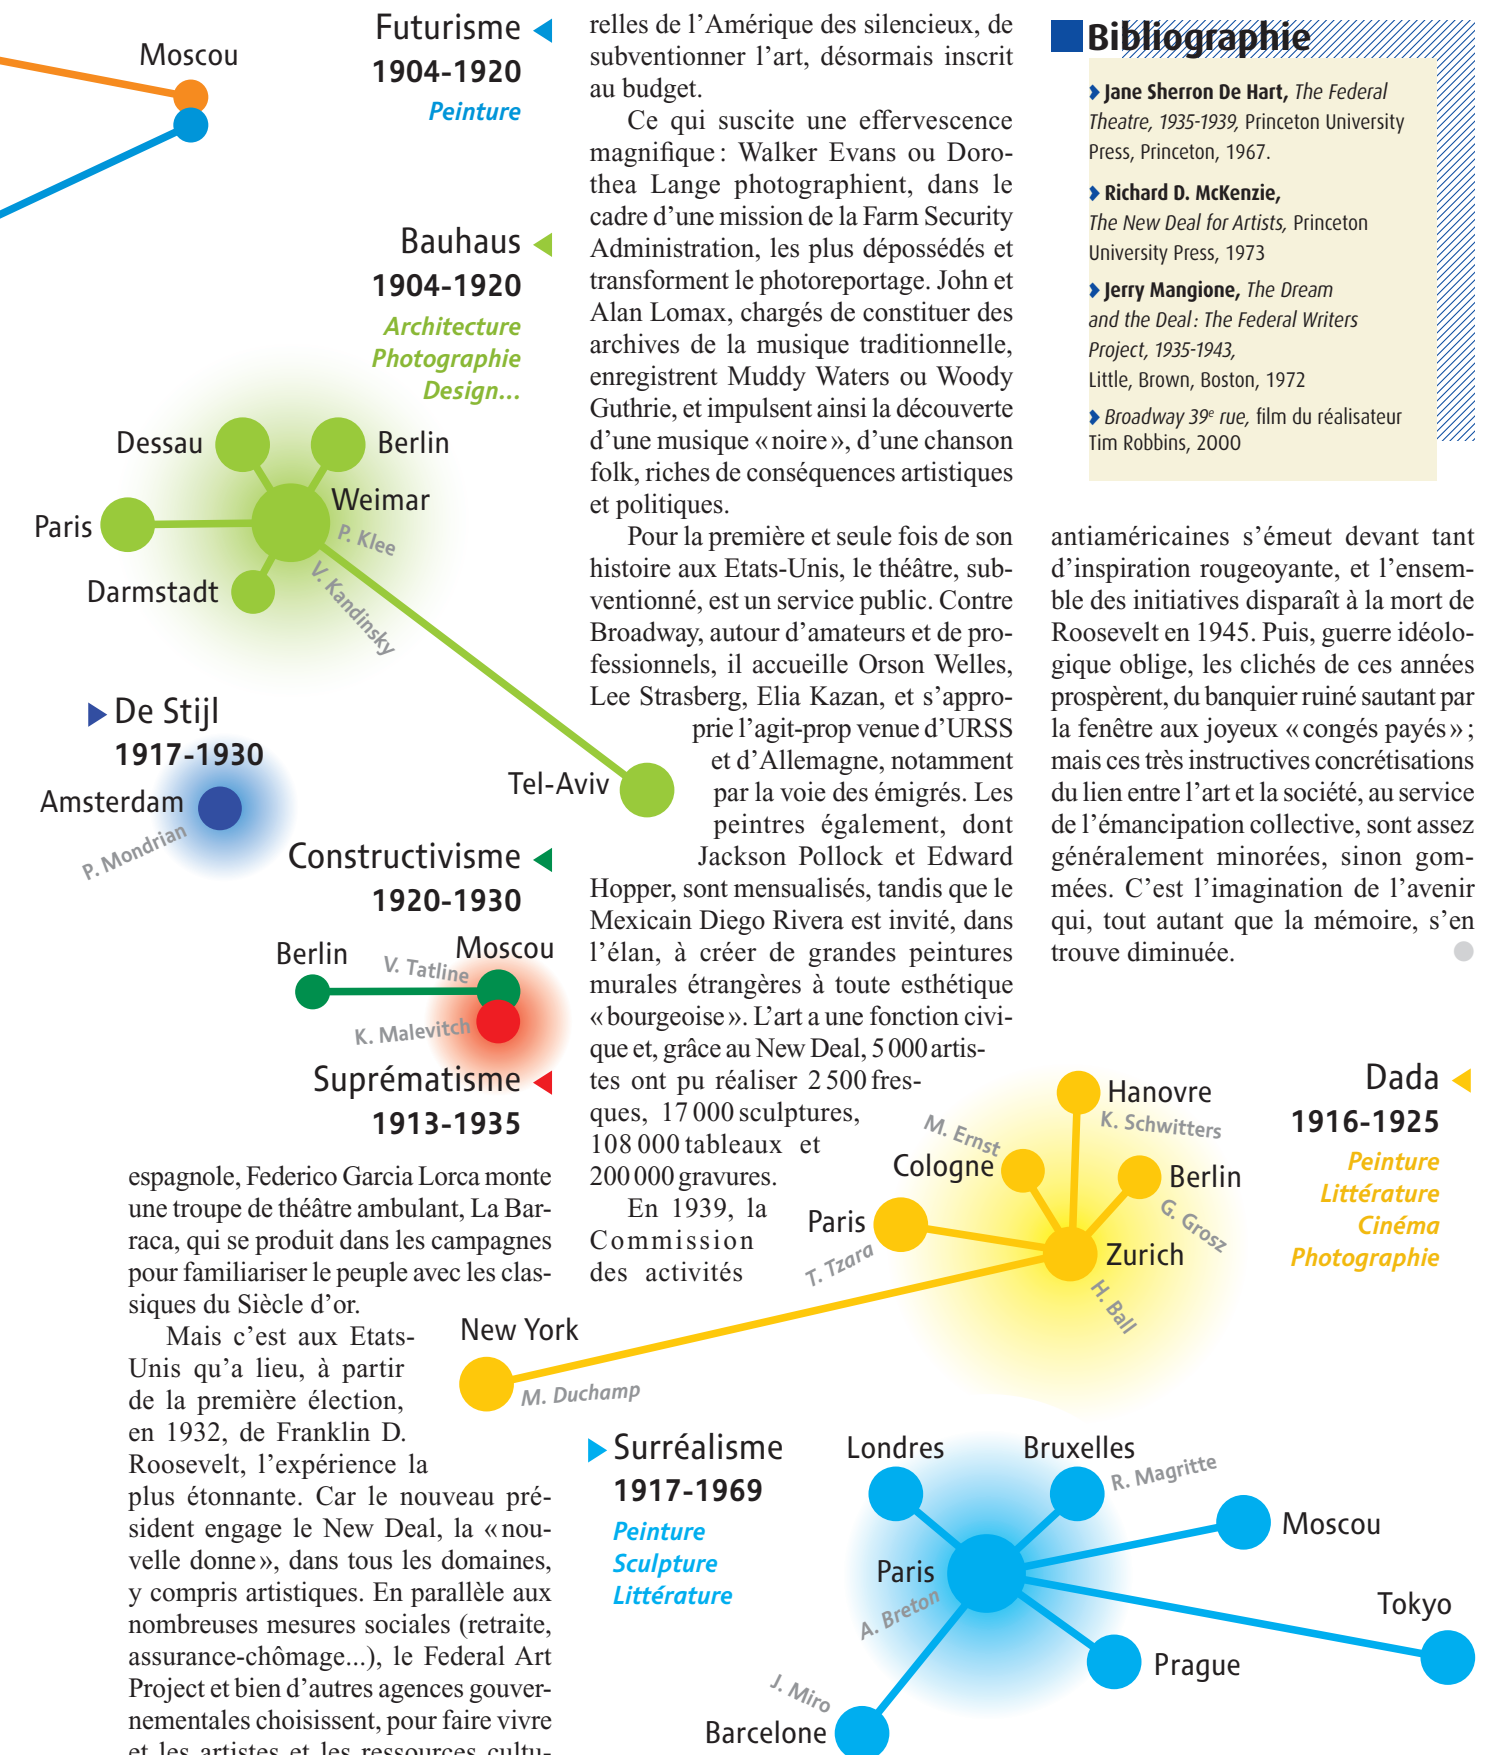 Moscou
Futurisme
1904-1920
Peinture
Bauhaus
1904-1920
Architecture
Photographie
Design...
Dessau
Berlin
Weimar
P. Klee
Paris
V. Kandinsky
Darmstadt
Tel-Aviv
De Stijl
1917-1930
Amsterdam
P. Mondrian
Constructivisme
1920-1930
Berlin
Moscou
V. Tatline
K. Malevitch
Suprématisme
1913-1935
espagnole, Federico Garcia Lorca monte
une troupe de théâtre ambulant, La Bar-
raca, qui se produit dans les campagnes
pour familiariser le peuple avec les clas-
siques du Siècle d'or.
Mais c'est aux Etats-
Unis qu'a lieu, à partir
de la première élection,
en 1932, de Franklin D.
Roosevelt, l'expérience la
plus étonnante. Car le nouveau pré-
sident engage le New Deal, la « nou-
velle donne », dans tous les domaines,
y compris artistiques. En parallèle aux
nombreuses mesures sociales (retraite,
assurance-chômage...), le Federal Art
Project et bien d'autres agences gouver-
nementales choisissent, pour faire vivre
et les artistes et les ressources cultu-
relles de l'Amérique des silencieux, de
subventionner l'art, désormais inscrit
au budget.
Ce qui suscite une effervescence
magnifique : Walker Evans ou Doro-
thea Lange photographient, dans le
cadre d'une mission de la Farm Security
Administration, les plus dépossédés et
transforment le photoreportage. John et
Alan Lomax, chargés de constituer des
archives de la musique traditionnelle,
enregistrent Muddy Waters ou Woody
Guthrie, et impulsent ainsi la découverte
d'une musique « noire », d'une chanson
folk, riches de conséquences artistiques
et politiques.
Pour la première et seule fois de son
histoire aux Etats-Unis, le théâtre, sub-
ventionné, est un service public. Contre
Broadway, autour d'amateurs et de pro-
fessionnels, il accueille Orson Welles,
Lee Strasberg, Elia Kazan, et s'appro-
prie l'agit-prop venue d'URSS
et d'Allemagne, notamment
par la voie des émigrés. Les
peintres également, dont
Jackson Pollock et Edward
Hopper, sont mensualisés, tandis que le
Mexicain Diego Rivera est invité, dans
l'élan, à créer de grandes peintures
murales étrangères à toute esthétique
« bourgeoise ». L'art a une fonction civi-
que et, grâce au New Deal, 5 000 artis-
tes ont pu réaliser 2 500 fres-
ques, 17 000 sculptures,
108 000 tableaux et
200 000 gravures.
En 1939, la
Commission
des activités
Bibliographie
Jane Sherron De Hart, The Federal
Theatre, 1935-1939, Princeton University
Press, Princeton, 1967.
Richard D. McKenzie,
The New Deal for Artists, Princeton
University Press, 1973
Jerry Mangione, The Dream
and the Deal : The Federal Writers
Project, 1935-1943,
Little, Brown, Boston, 1972
Broadway 39e rue, film du réalisateur
Tim Robbins, 2000
antiaméricaines s'émeut devant tant
d'inspiration rougeoyante, et l'ensem-
ble des initiatives disparaît à la mort de
Roosevelt en 1945. Puis, guerre idéolo-
gique oblige, les clichés de ces années
prospèrent, du banquier ruiné sautant par
la fenêtre aux joyeux « congés payés » ;
mais ces très instructives concrétisations
du lien entre l'art et la société, au service
de l'émancipation collective, sont assez
généralement minorées, sinon gom-
mées. C'est l'imagination de l'avenir
qui, tout autant que la mémoire, s'en
trouve diminuée.
Dada
1916-1925
Peinture
Littérature
Cinéma
Photographie
Hanovre
K. Schwitters
M. Ernst
Cologne
Berlin
G. Grosz
Paris
T. Tzara
Zurich
H. Ball
New York
M. Duchamp
Surréalisme
1917-1969
Peinture
Sculpture
Littérature
Londres
Bruxelles
R. Magritte
Moscou
Paris
A. Breton
Tokyo
Prague
J. Miro
Barcelone